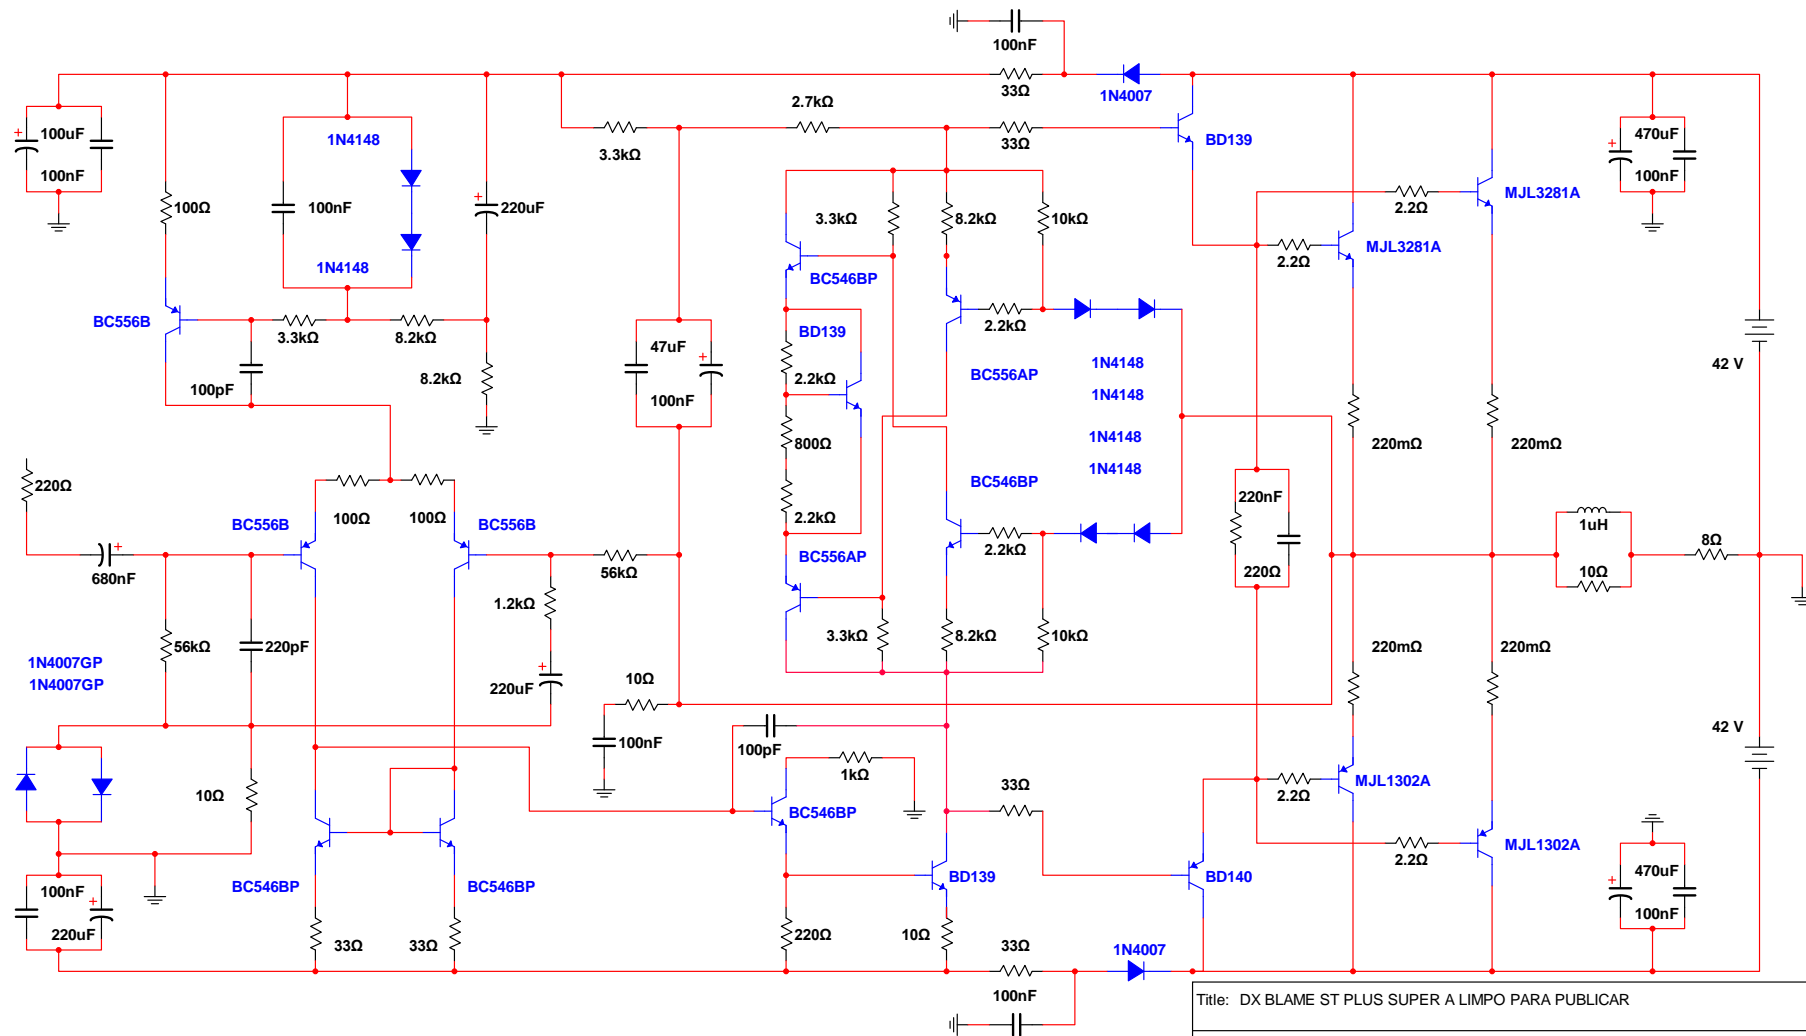 100nF
33Ω
1N4007
2.7kΩ
100uF
100nF
1N4148
3.3kΩ
33Ω
BD139
470uF
100nF
100Ω
100nF
220uF
3.3kΩ
8.2kΩ
10kΩ
2.2Ω
MJL3281A
1N4148
BC546BP
2.2Ω
MJL3281A
BC556B
3.3kΩ
8.2kΩ
BD139
2.2kΩ
47uF
100nF
2.2kΩ
BC556AP
1N4148
1N4148
1N4148
1N4148
42 V
100pF
8.2kΩ
800Ω
220mΩ
220mΩ
220Ω
BC556B
100Ω
100Ω
BC556B
2.2kΩ
BC546BP
220nF
220Ω
1uH
10Ω
8Ω
680nF
56kΩ
BC556AP
2.2kΩ
1.2kΩ
56kΩ
220pF
3.3kΩ
8.2kΩ
10kΩ
220mΩ
220mΩ
1N4007GP
1N4007GP
220uF
10Ω
100nF
100pF
1kΩ
42 V
10Ω
BC546BP
33Ω
2.2Ω
MJL1302A
2.2Ω
MJL1302A
100nF
220uF
BC546BP
BC546BP
BD139
BD140
470uF
100nF
33Ω
33Ω
220Ω
10Ω
33Ω
1N4007
100nF
Title: DX BLAME ST PLUS SUPER A LIMPO PARA PUBLICAR